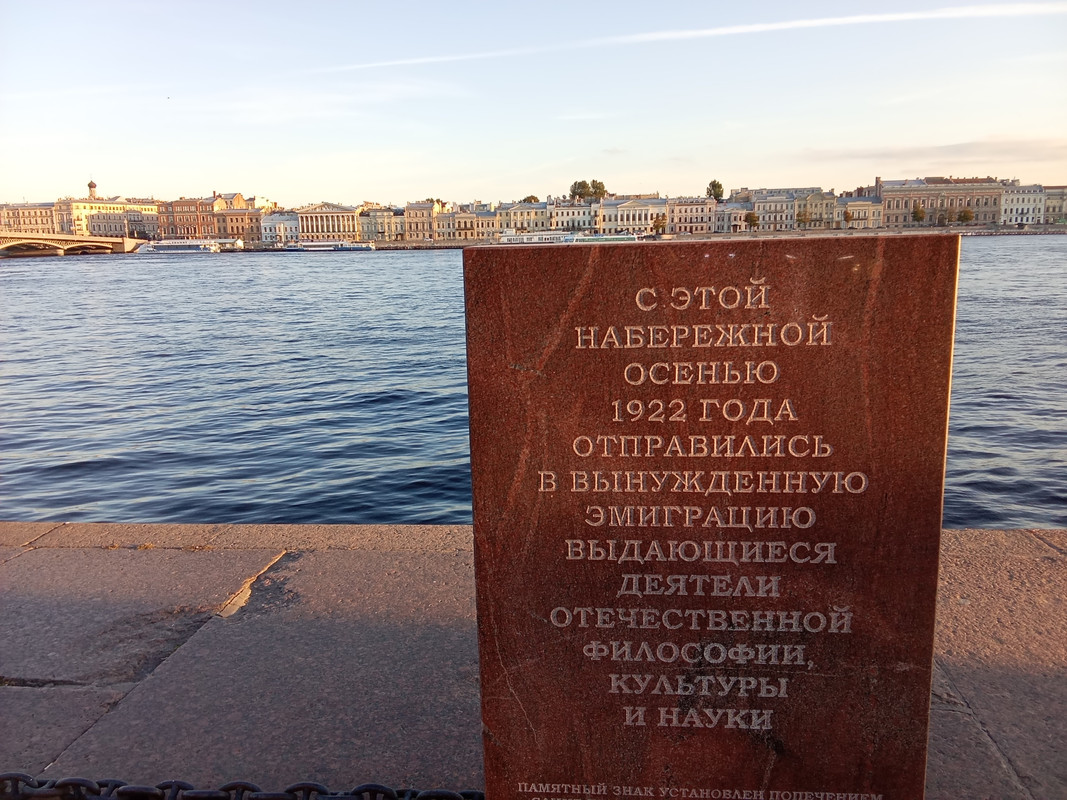 С ЭТОЙ
НАБЕРЕЖНОЙ
ОСЕНЬЮ
1922 ГОДА
ОТПРАВИЛИСЬ
В ВЫНУЖДЕННУЮ
ЭМИГРАЦИЮ
ВЫДАЮЩИЕСЯ
ДЕЯТЕЛИ
ОТЕЧЕСТВЕННОЙ
ФИЛОСОФИИ,
КУЛЬТУРЫ
И НАУКИ
ПАМЯТНЫЙ ЗНАК УСТАНОВЛЕН ПОПЕЧЕНИЕМ